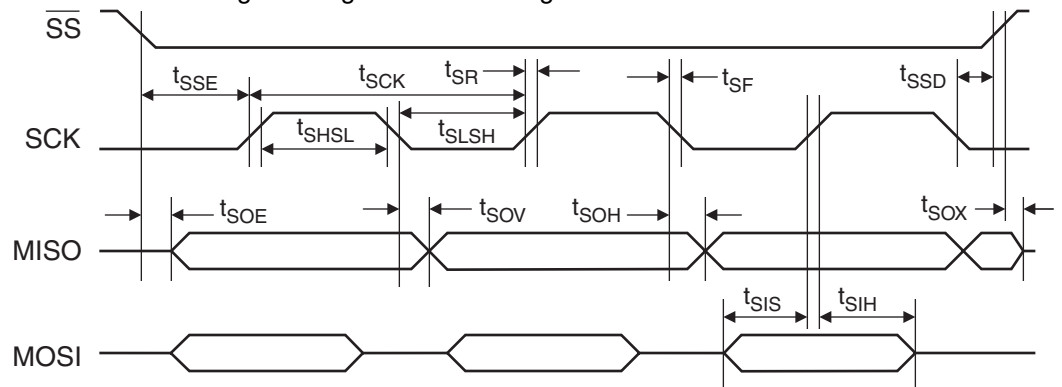 SS
tSSE
tSCK
tSR
tSF
tSSD
SCK
tSHSL
tSLSH
tSOE
tSOV
tSOH
tSOX
MISO
tSIS
tSIH
MOSI